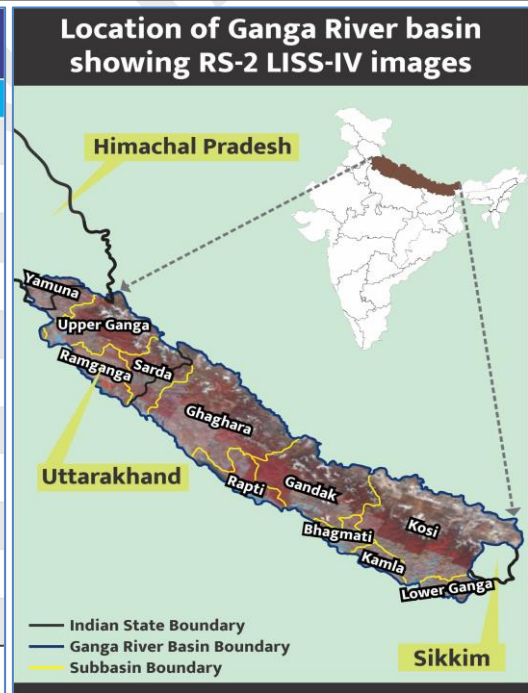 Location of Ganga River basin
showing RS-2 LISS-IV images
Himachal Pradesh
Yamuna
Upper Ganga
Ramganga
Sarda
Ghaghara
Uttarakhand
Rapti
Gandak
Bhagmati
Kosi
Kamla
Lower Ganga
Indian State Boundary
Ganga River Basin Boundary
Subbasin Boundary
Sikkim